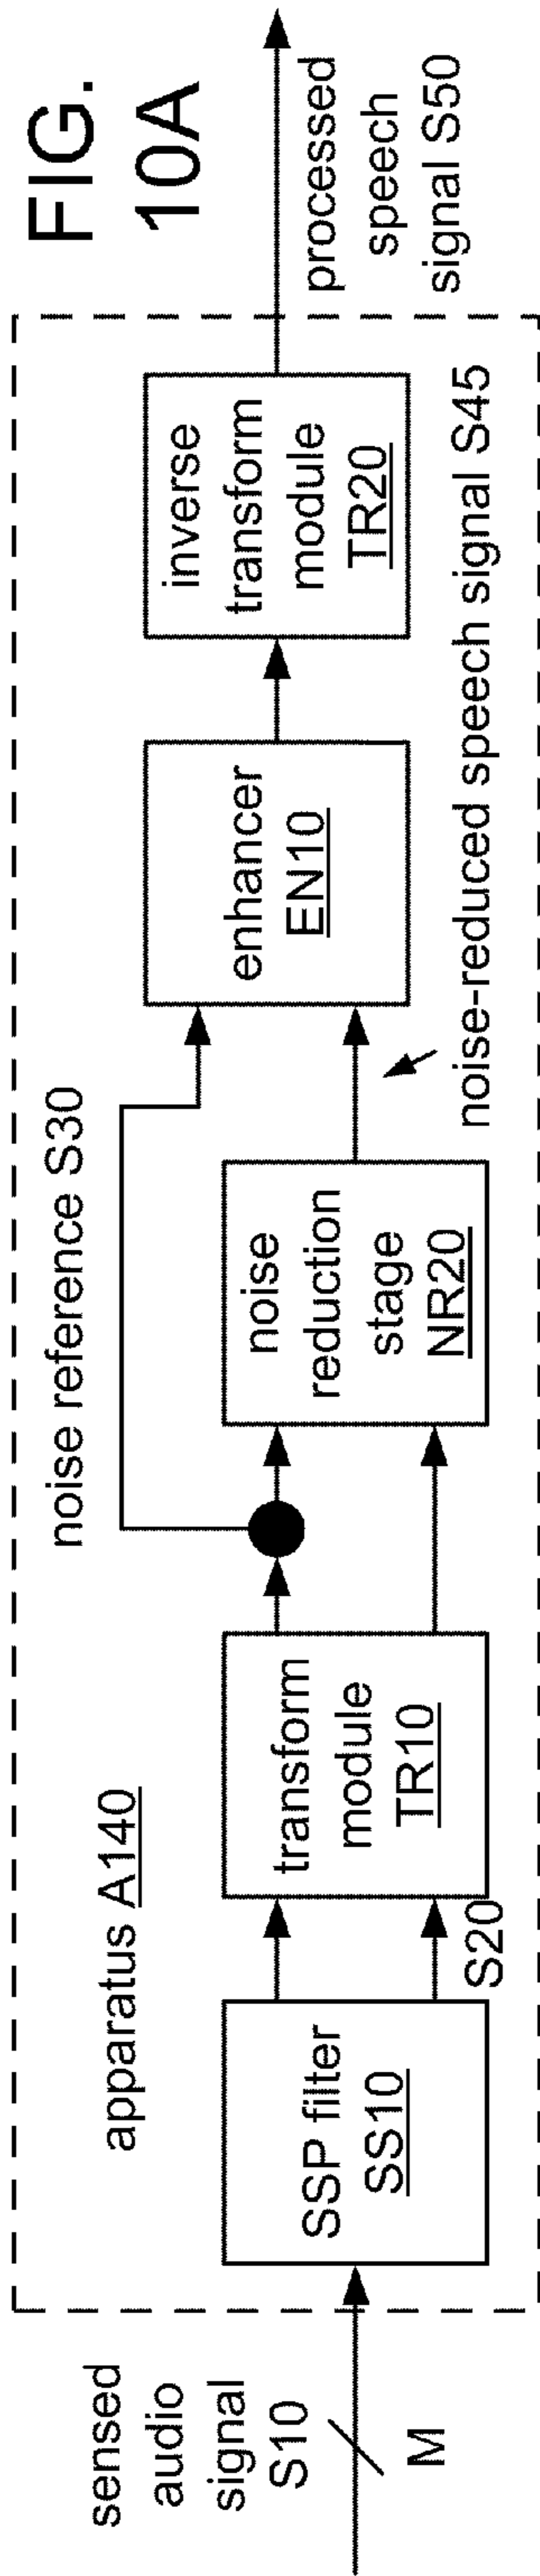 FIG.
10A
sensed
audio
signal
S10
M
apparatus A140
SSP filter
SS10
S20
transform
module
TR10
noise reference S30
noise
reduction
stage
NR20
noise-reduced speech signal S45
enhancer
EN10
inverse
transform
module
TR20
processed
speech
signal S50